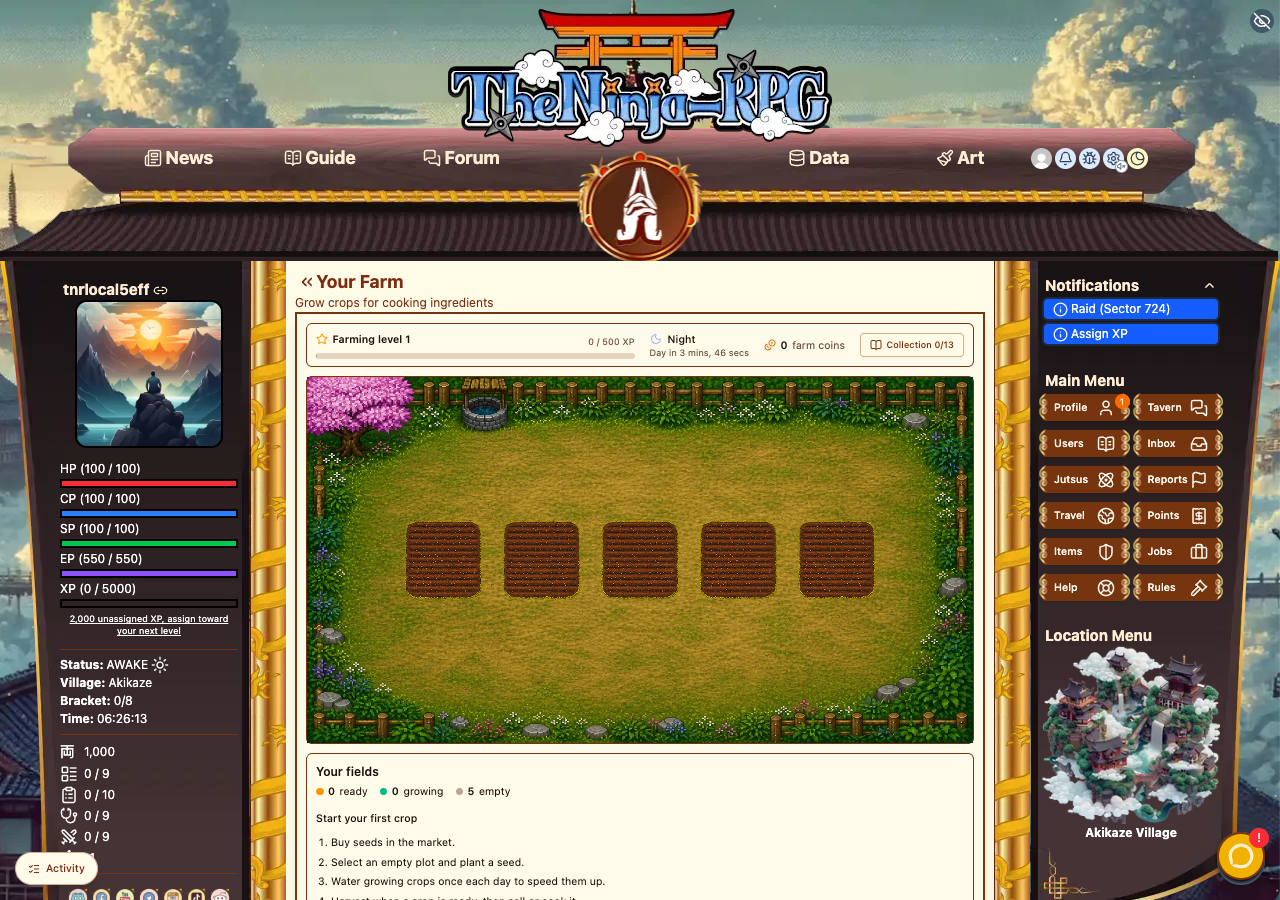 The Ninja-RPG
News
Guide
Forum
Data
Art
tnrlocal5eff
HP (100 / 100)
CP (100 / 100)
SP (100 / 100)
EP (550 / 550)
XP (0 / 5000)
2,000 unassigned XP, assign toward
your next level
Status: AWAKE
Village: Akikaze
Bracket: 0/8
Time: 06:26:13
両 1,000
0 / 9
0 / 10
0 / 9
0 / 9
Activity
Your Farm
Grow crops for cooking ingredients
Farming level 1
0 / 500 XP
Night
Day in 3 mins, 46 secs
0 farm coins
Collection 0/13
Your fields
0 ready
0 growing
5 empty
Start your first crop
1. Buy seeds in the market.
2. Select an empty plot and plant a seed.
3. Water growing crops once each day to speed them up.
Notifications
Raid (Sector 724)
Assign XP
Main Menu
Profile
1
Tavern
Users
Inbox
Jutsus
Reports
Travel
Points
Items
Jobs
Help
Rules
Location Menu
Akikaze Village
!